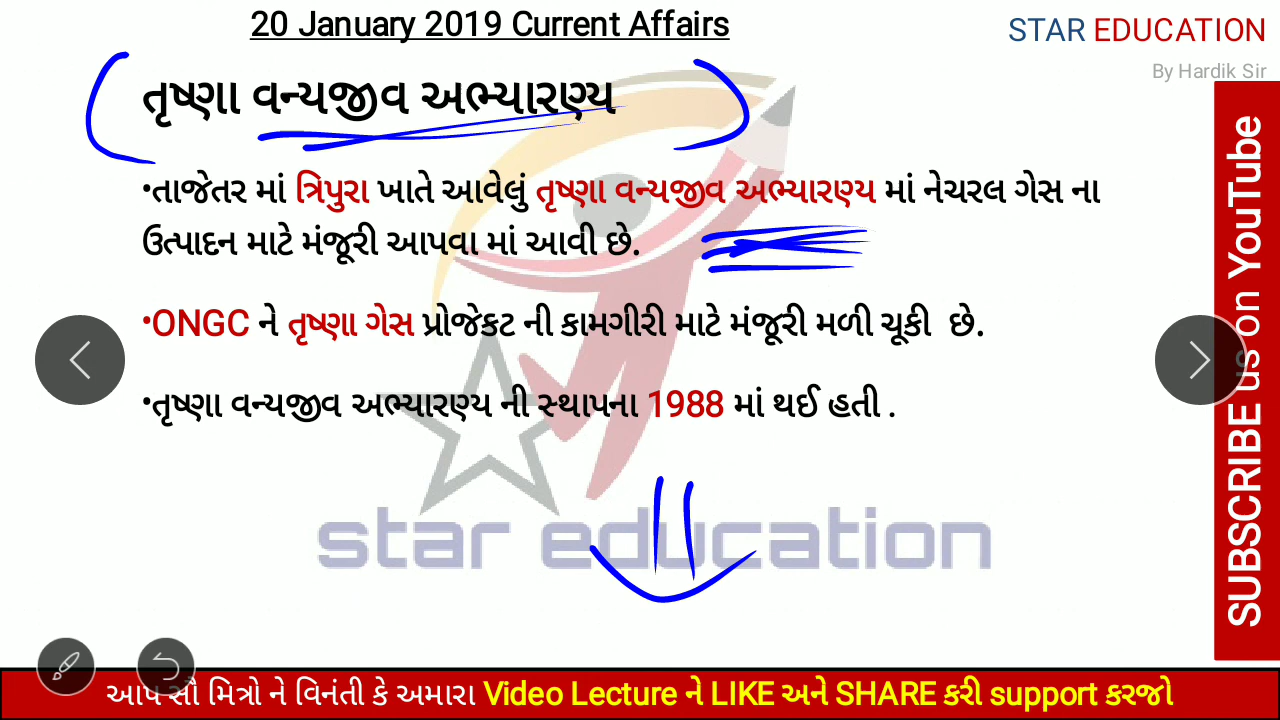 20 January 2019 Current Affairs
STAR EDUCATION
By Hardik Sir
તૃષ્ણા વન્યજીવ અભ્યારણ્ય
•તાજેતર માં ત્રિપુરા ખાતે આવેલું તૃષ્ણા વન્યજીવ અભ્યારણ્ય માં નેચરલ ગેસ ના
ઉત્પાદન માટે મંજૂરી આપવા માં આવી છે.
•ONGC ને તૃષ્ણા ગેસ પ્રોજેકટ ની કામગીરી માટે મંજૂરી મળી ચૂકી છે.
•તૃષ્ણા વન્યજીવ અભ્યારણ્ય ની સ્થાપના 1988 માં થઈ હતી .
star education
SUBSCRIBE us on YouTube
આપ સૌ મિત્રો ને વિનંતી કે અમારા Video Lecture ને LIKE અને SHARE કરી support કરજો